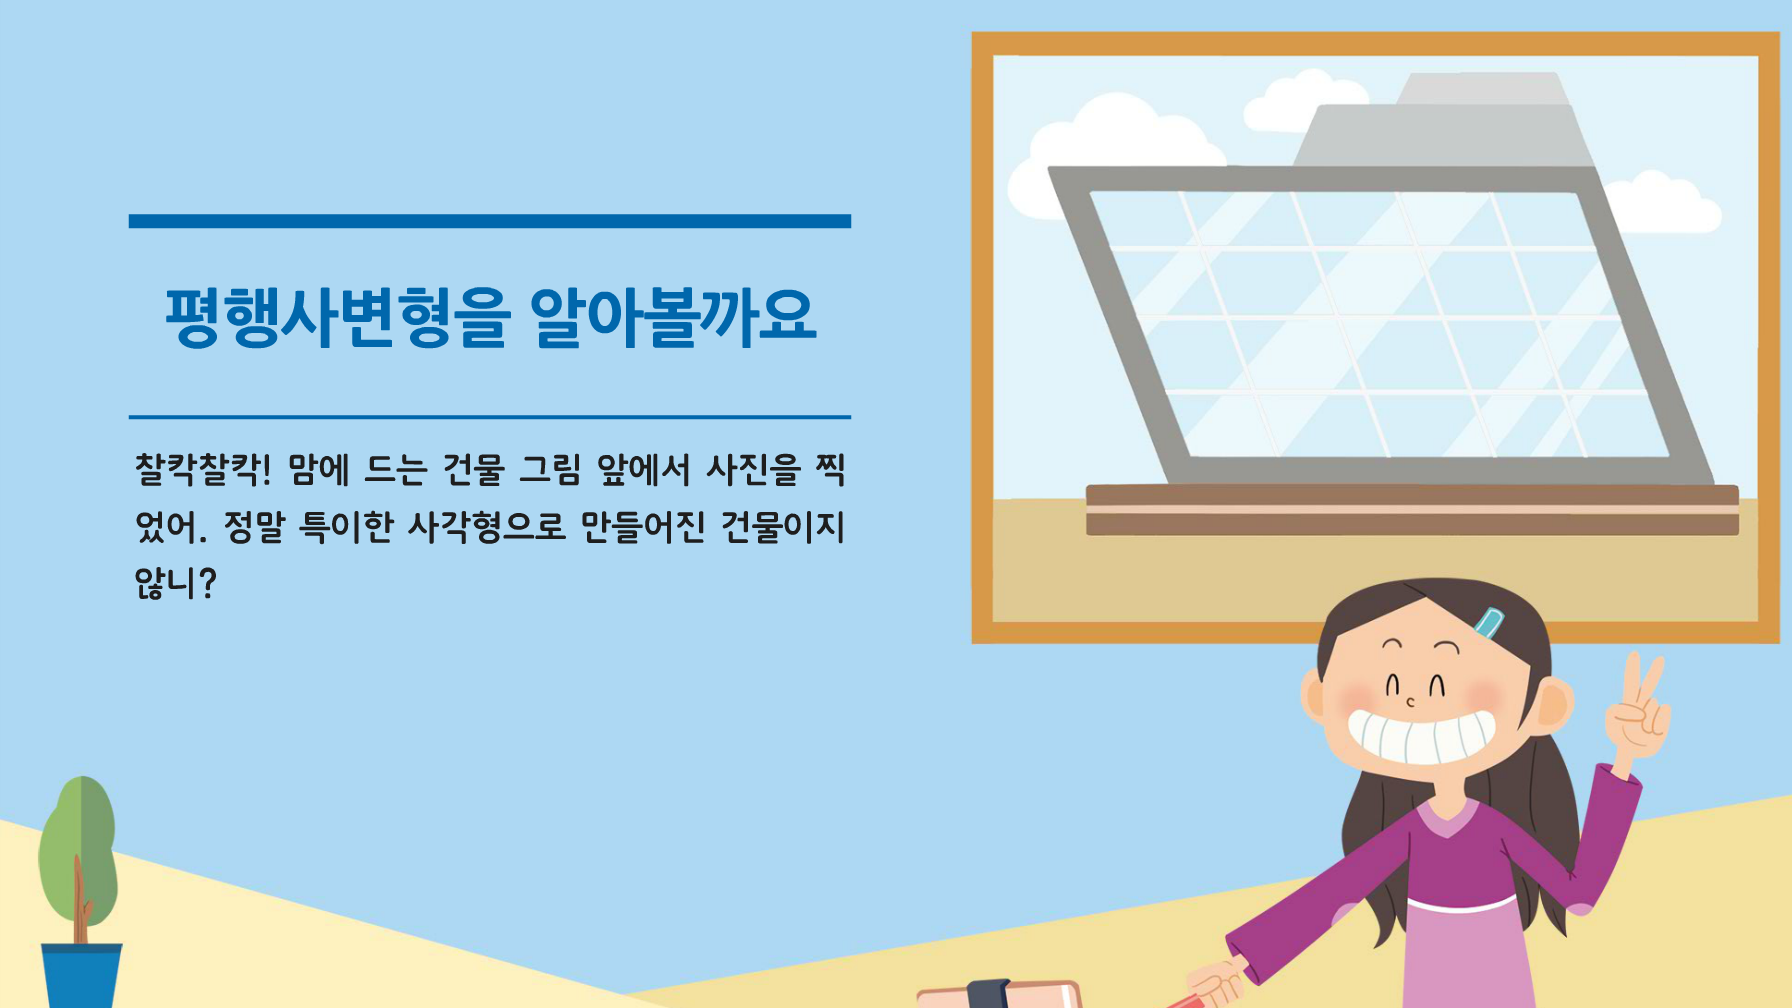 평행사변형을 알아볼까요
찰칵찰칵! 맘에 드는 건물 그림 앞에서 사진을 찍
었어. 정말 특이한 사각형으로 만들어진 건물이지
않니?